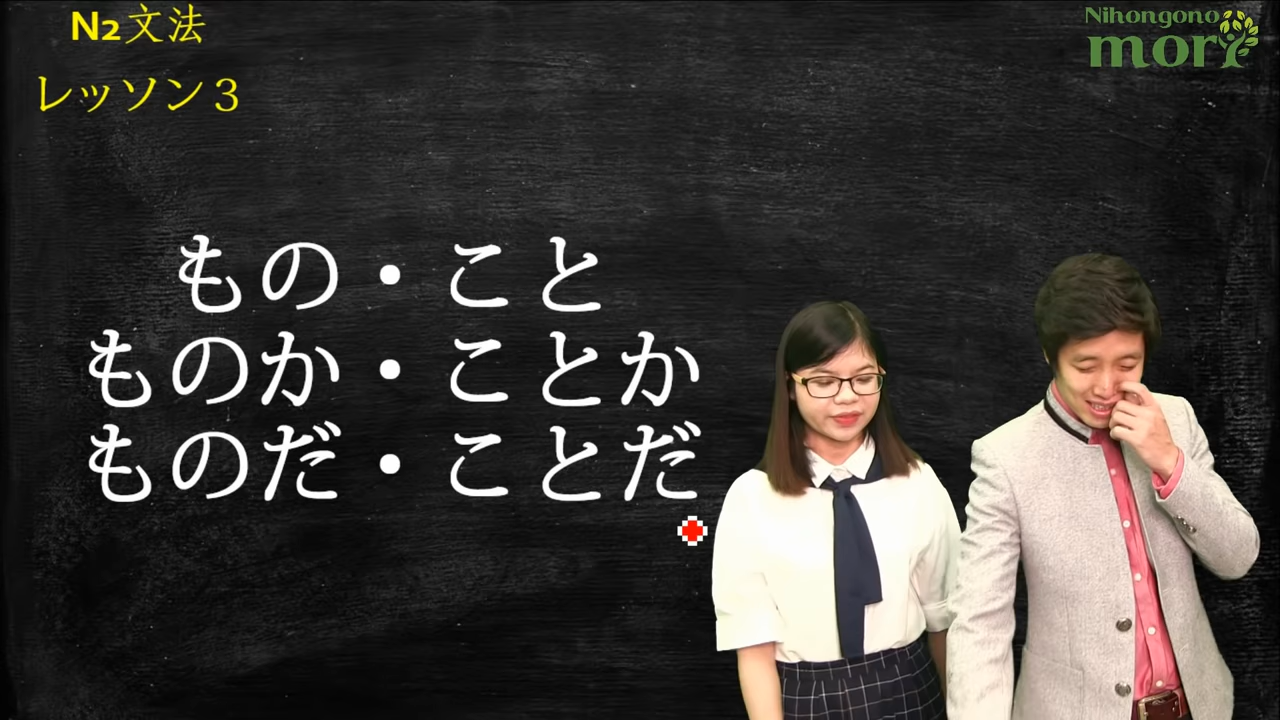 N2文法
レッソン３
Nihongono
mori
もの・こと
ものか・ことか
ものだ・ことだ